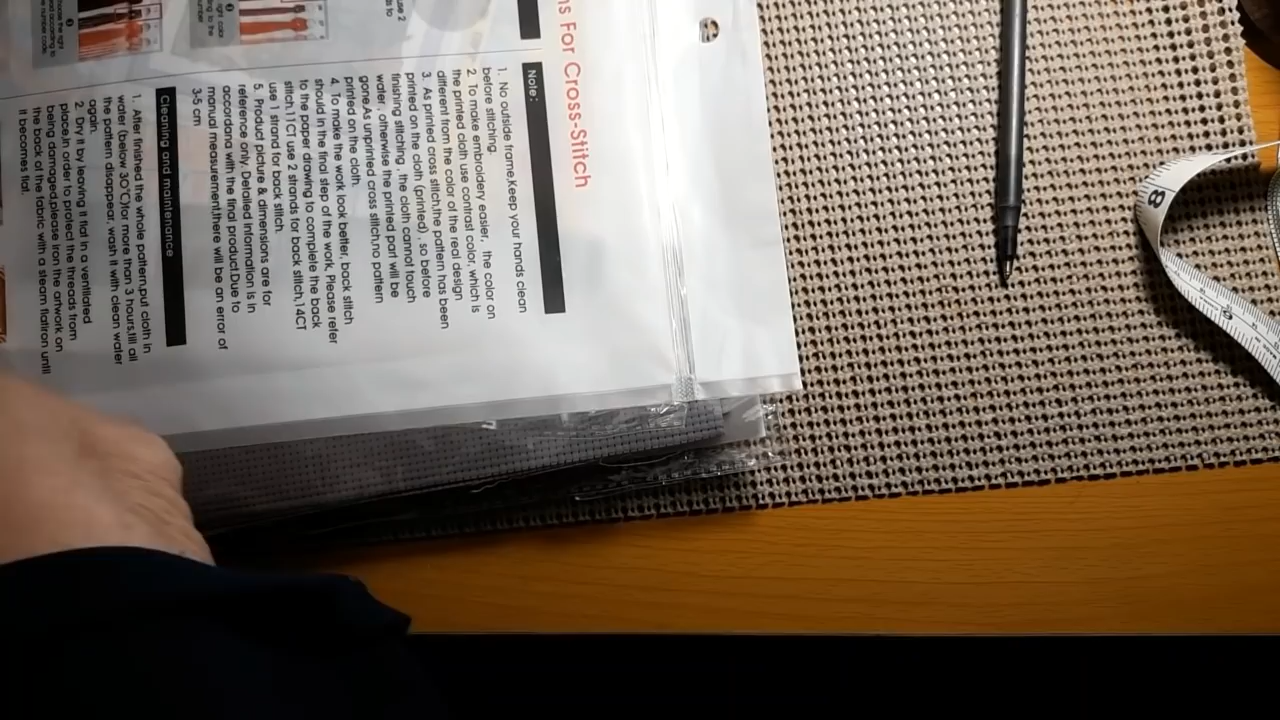 ns For Cross-Stitch
Note:
1. No outside frame,Keep your hands clean
before stitching.
2. To make embroidery easier, the color on
the printed cloth use contrast color, which is
different from the color of the real design
3. As printed cross stitch,the pattern has been
printed on the cloth (printed), so before
finishing stitching , the cloth cannot touch
water , otherwise the printed part will be
gone.As unprinted cross stitch,no pattern
printed on the cloth.
4. To make the work look better, back stitch
should in the final step of the work. Please refer
to the paper drawing to complete the back
stitch,11CT use 2 strands for back stitch,14CT
use 1 strand for back stitch.
5. Product picture & dimensions are for
reference only. Detailed information is in
accordang with the final product.Due to
manual measurement,there will be an error of
3-5 cm
Cleaning and maintenance
1. After finished the whole pattern,put cloth in
water (below 30°C)for more than 3 hours,till all
the pattern disappear, wash it with clean water
again.
2. Dry it by leaving it flat in a ventilated
place.In order to protect the threads from
being damaged,please iron the artwork on
the back of the fabric with a steam flatiron until
it becomes flat.
use 2
right color
8